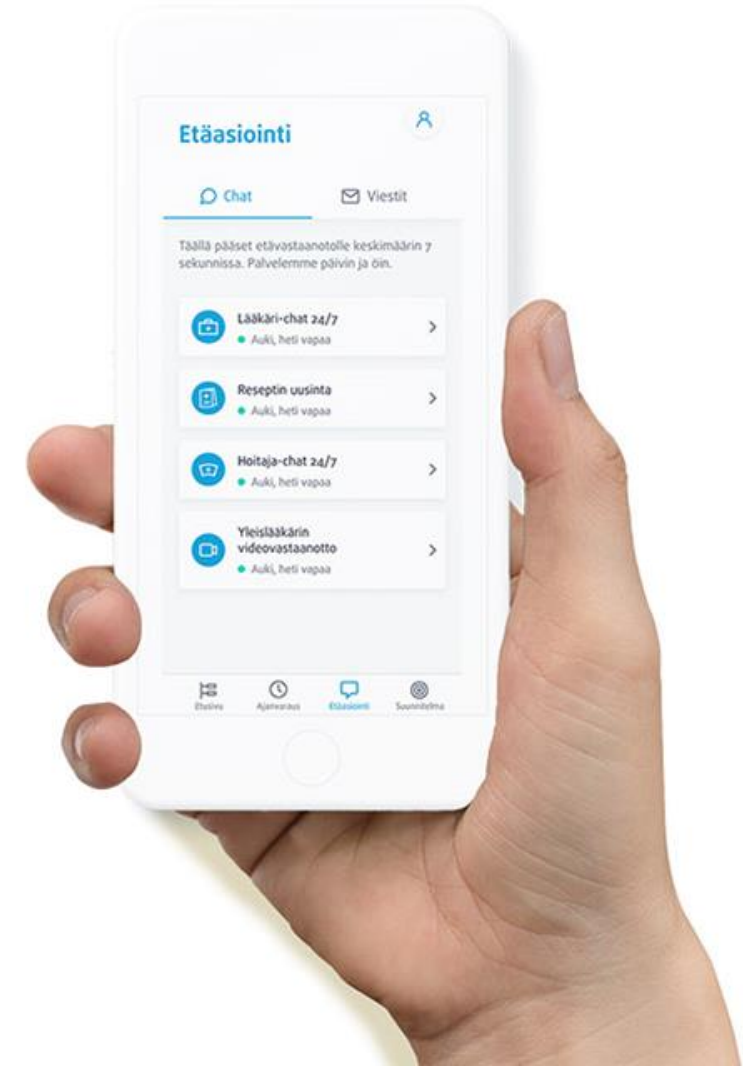 Etäasiointi
Chat
Viestit
Täällä pääset etävastaanotolle keskimäärin 7
sekunnissa. Palvelemme päivin ja öin.
Lääkäri-chat 24/7
Auki, heti vapaa
Reseptin uusinta
Auki, heti vapaa
Hoitaja-chat 24/7
Auki, heti vapaa
Yleislääkärin
videovastaanotto
Auki, heti vapaa
Etusivu
Ajanvaraus
Etäasiointi
Suunnitelma